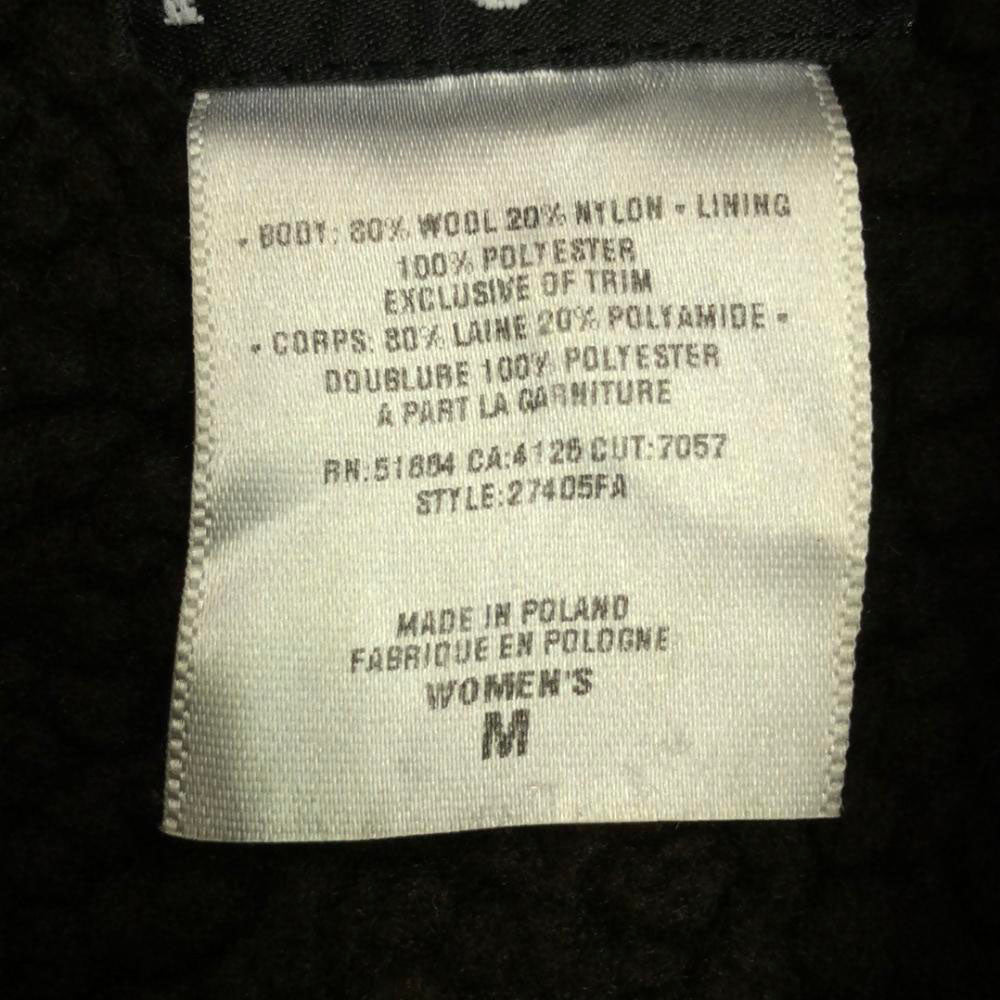 • BODY: 80% WOOL 20% NYLON • LINING
100% POLYESTER
EXCLUSIVE OF TRIM
• CORPS: 80% LAINE 20% POLYAMIDE •
DOUBLURE 100% POLYESTER
A PART LA GARNITURE
RN:51884 CA:4126 CUT:7057
STYLE:27405FA
MADE IN POLAND
FABRIQUE EN POLOGNE
WOMEN'S
M